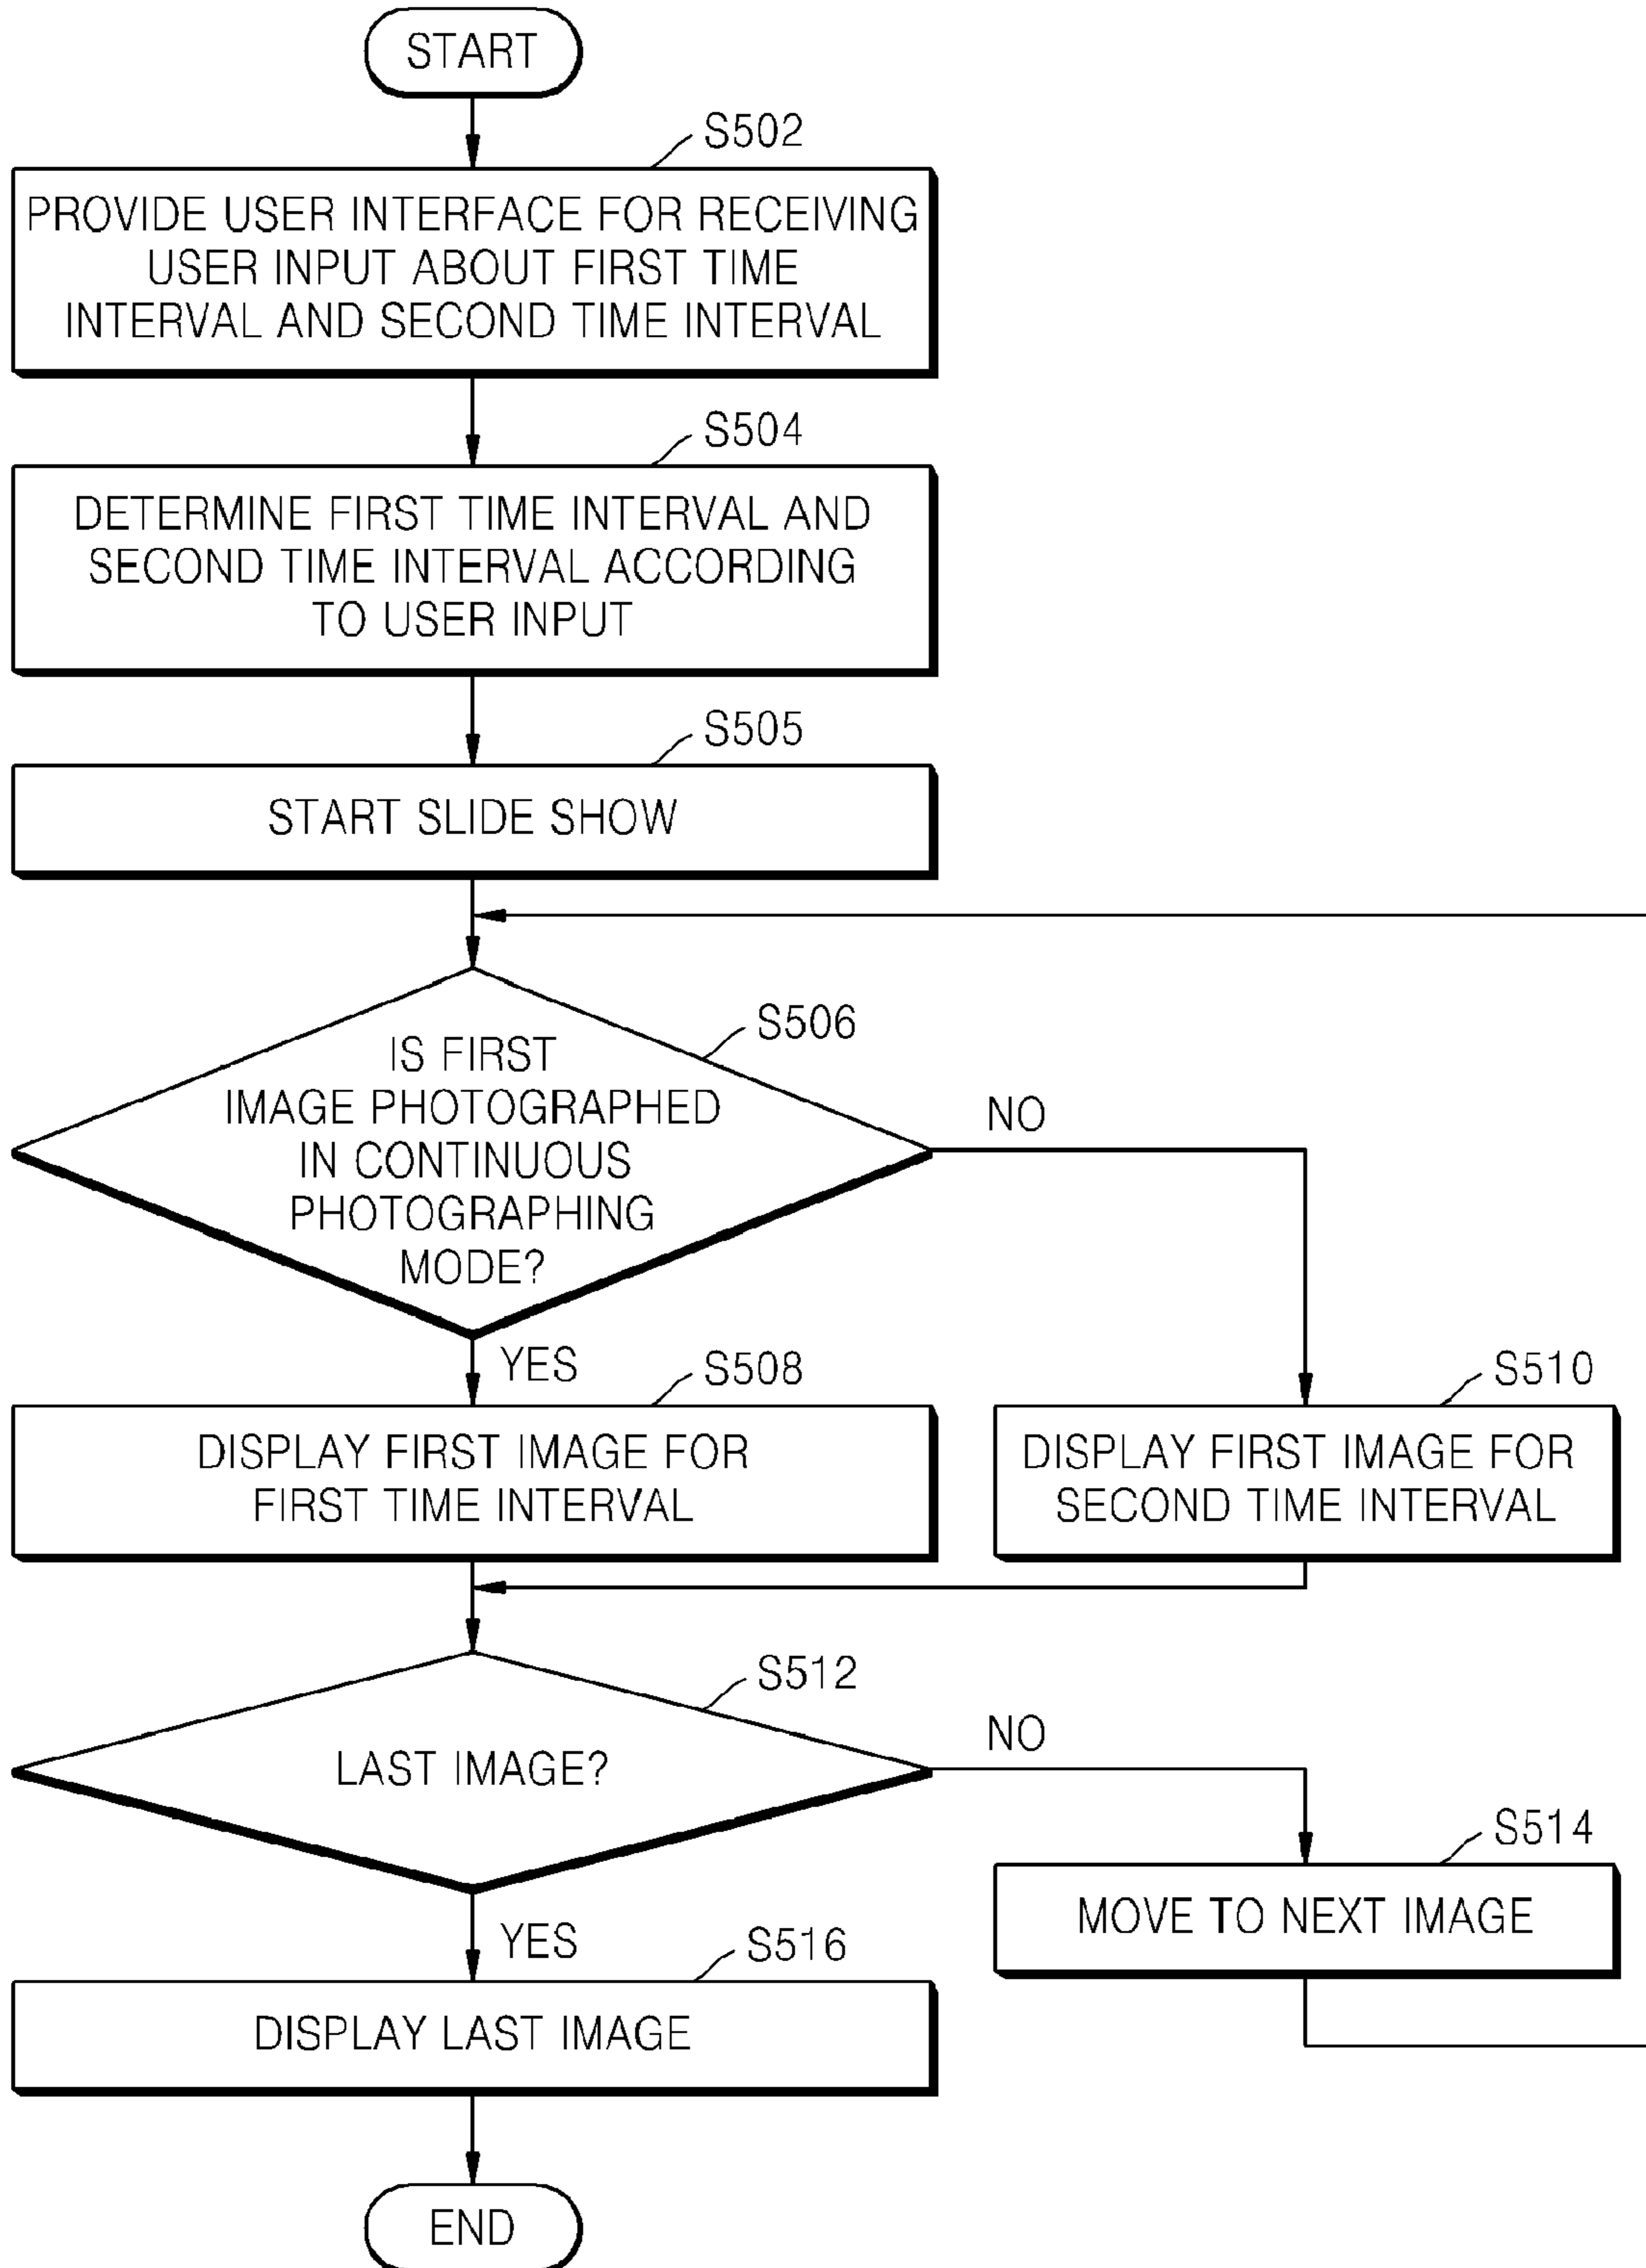 START
S502
PROVIDE USER INTERFACE FOR RECEIVING
USER INPUT ABOUT FIRST TIME
INTERVAL AND SECOND TIME INTERVAL
S504
DETERMINE FIRST TIME INTERVAL AND
SECOND TIME INTERVAL ACCORDING
TO USER INPUT
S505
START SLIDE SHOW
S506
IS FIRST
IMAGE PHOTOGRAPHED
IN CONTINUOUS
PHOTOGRAPHING
MODE?
NO
YES
S508
DISPLAY FIRST IMAGE FOR
FIRST TIME INTERVAL
S510
DISPLAY FIRST IMAGE FOR
SECOND TIME INTERVAL
S512
LAST IMAGE?
NO
S514
MOVE TO NEXT IMAGE
YES
S516
DISPLAY LAST IMAGE
END